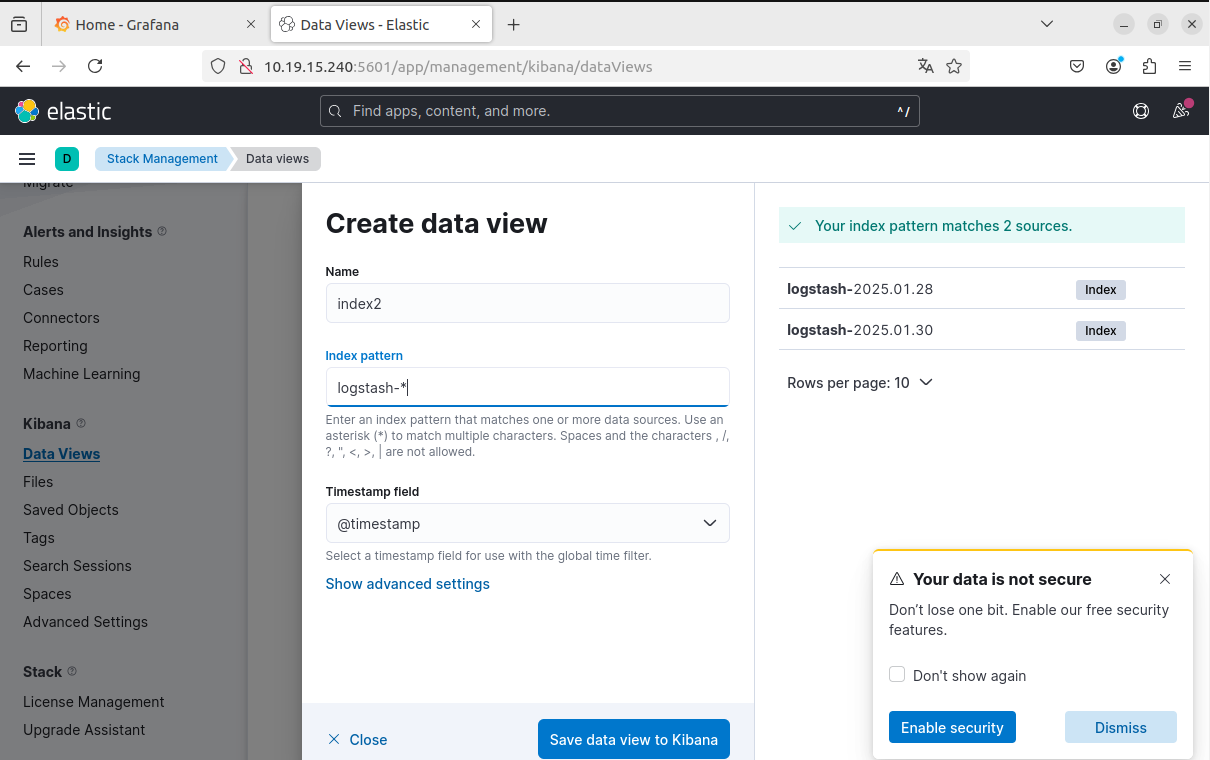 Home - Grafana
Data Views - Elastic
10.19.15.240:5601/app/management/kibana/dataViews
elastic
Find apps, content, and more.
^/
D
Stack Management
Data views
Migrate
Alerts and Insights
Rules
Cases
Connectors
Reporting
Machine Learning
Kibana
Data Views
Files
Saved Objects
Tags
Search Sessions
Spaces
Advanced Settings
Stack
License Management
Upgrade Assistant
Create data view
Name
index2
Index pattern
logstash-*
Enter an index pattern that matches one or more data sources. Use an
asterisk (*) to match multiple characters. Spaces and the characters , /,
?, ", <, >, | are not allowed.
Timestamp field
@timestamp
Select a timestamp field for use with the global time filter.
Show advanced settings
Close
Save data view to Kibana
Your index pattern matches 2 sources.
logstash-2025.01.28 Index
logstash-2025.01.30 Index
Rows per page: 10
Your data is not secure
Don’t lose one bit. Enable our free security
features.
Don't show again
Enable security
Dismiss